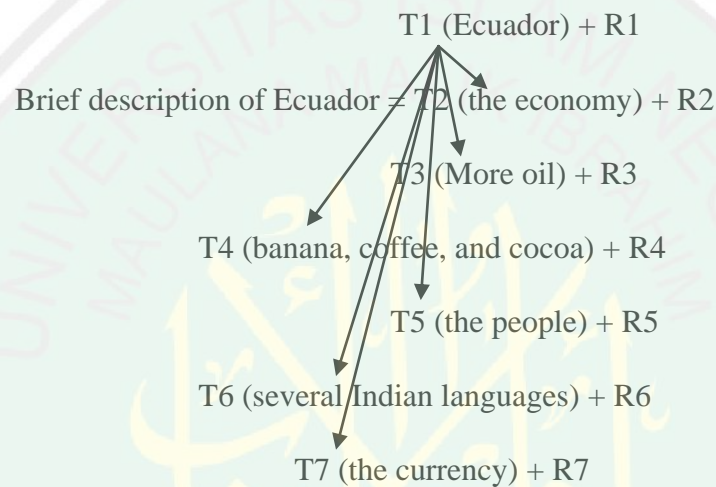 T1 (Ecuador) + R1
Brief description of Ecuador = T2 (the economy) + R2
T3 (More oil) + R3
T4 (banana, coffee, and cocoa) + R4
T5 (the people) + R5
T6 (several Indian languages) + R6
T7 (the currency) + R7